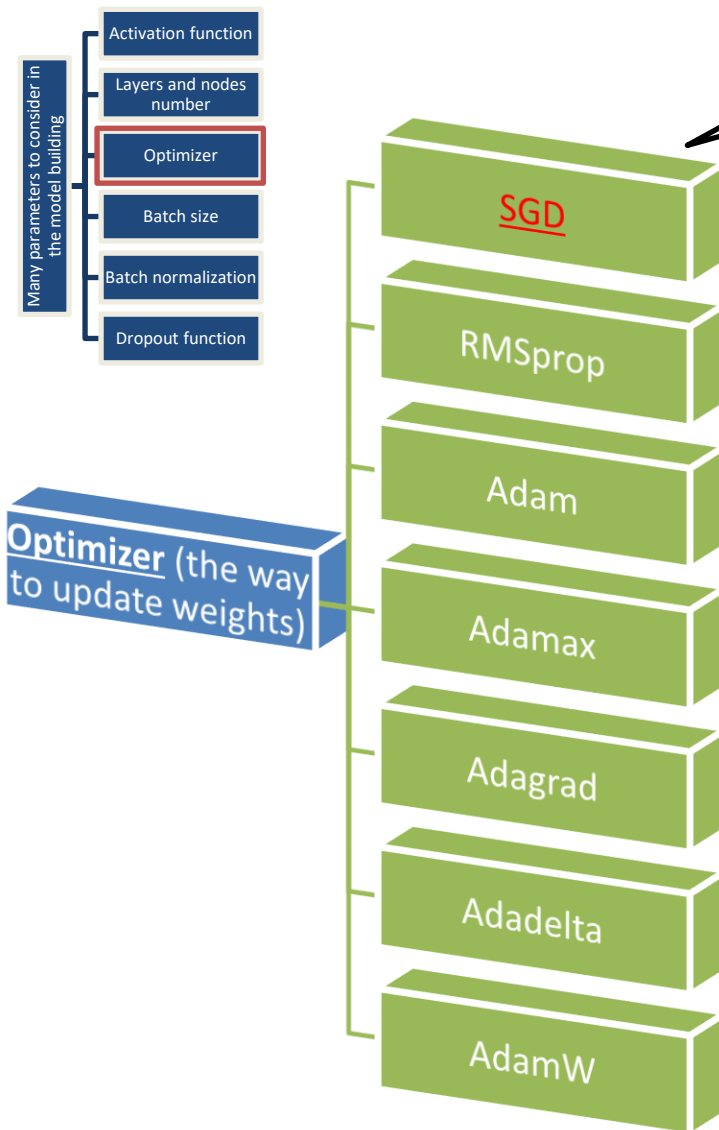 Many parameters to consider in
the model building
Activation function
Layers and nodes
number
Optimizer
Batch size
Batch normalization
Dropout function
Optimizer (the way
to update weights)
SGD
RMSprop
Adam
Adamax
Adagrad
Adadelta
AdamW